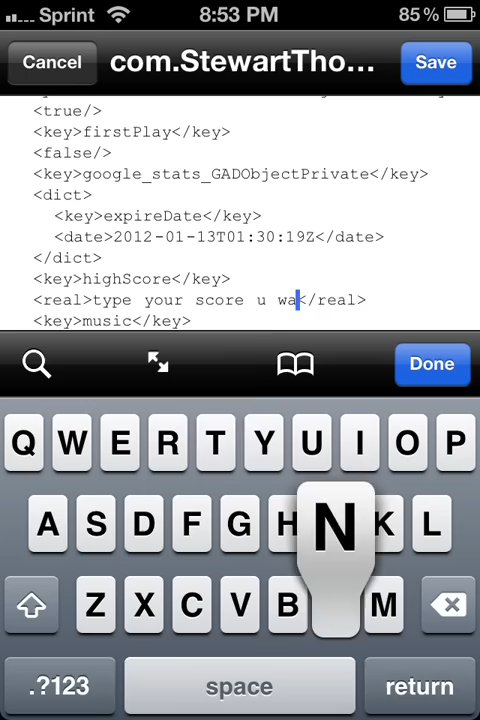 Sprint 8:53 PM 85%
Cancel com.StewartTho... Save
<true/>
<key>firstPlay</key>
<false/>
<key>google_stats_GADObjectPrivate</key>
<dict>
<key>expireDate</key>
<date>2012-01-13T01:30:19Z</date>
</dict>
<key>highScore</key>
<real>type your score u wa</real>
<key>music</key>
Done
Q W E R T Y U I O P
A S D F G H N K L
Z X C V B M
.?123 space return